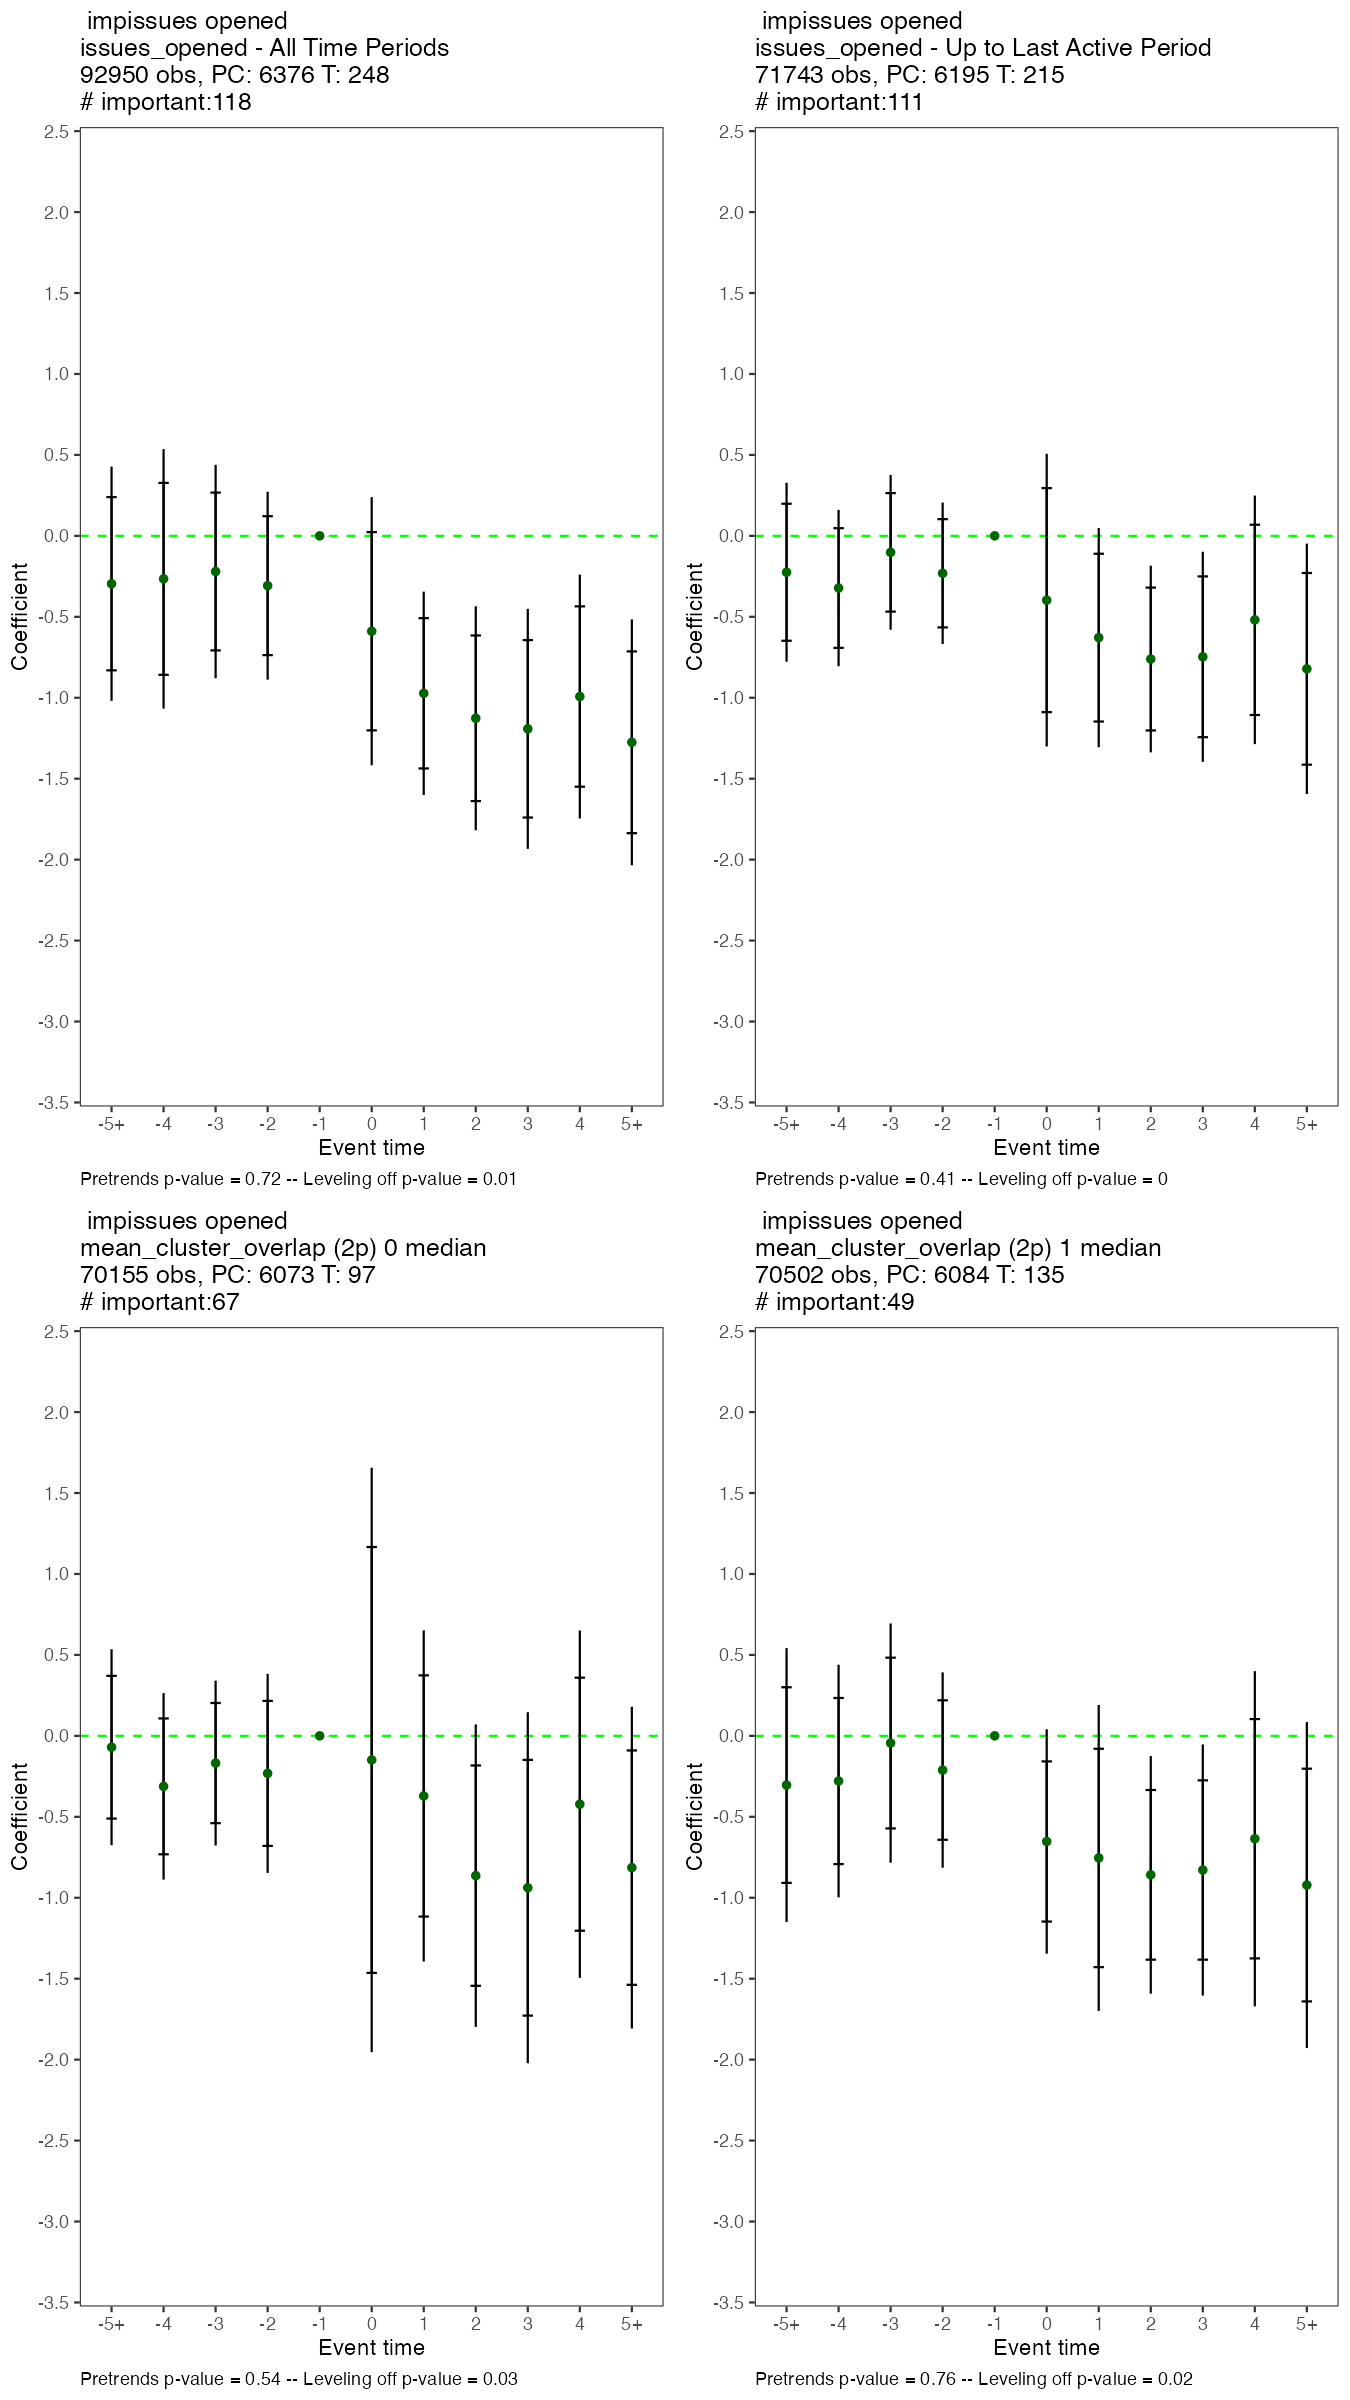 impissues opened
issues_opened - All Time Periods
92950 obs, PC: 6376 T: 248
# important:118
2.5
2.0
1.5
1.0
0.5
0.0
-0.5
-1.0
-1.5
-2.0
-2.5
-3.0
-3.5
Coefficient
-5+ -4 -3 -2 -1 0 1 2 3 4 5+
Event time
Pretrends p-value = 0.72 -- Leveling off p-value = 0.01
impissues opened
issues_opened - Up to Last Active Period
71743 obs, PC: 6195 T: 215
# important:111
2.5
2.0
1.5
1.0
0.5
0.0
-0.5
-1.0
-1.5
-2.0
-2.5
-3.0
-3.5
Coefficient
-5+ -4 -3 -2 -1 0 1 2 3 4 5+
Event time
Pretrends p-value = 0.41 -- Leveling off p-value = 0
impissues opened
mean_cluster_overlap (2p) 0 median
70155 obs, PC: 6073 T: 97
# important:67
2.5
2.0
1.5
1.0
0.5
0.0
-0.5
-1.0
-1.5
-2.0
-2.5
-3.0
-3.5
Coefficient
-5+ -4 -3 -2 -1 0 1 2 3 4 5+
Event time
Pretrends p-value = 0.54 -- Leveling off p-value = 0.03
impissues opened
mean_cluster_overlap (2p) 1 median
70502 obs, PC: 6084 T: 135
# important:49
2.5
2.0
1.5
1.0
0.5
0.0
-0.5
-1.0
-1.5
-2.0
-2.5
-3.0
-3.5
Coefficient
-5+ -4 -3 -2 -1 0 1 2 3 4 5+
Event time
Pretrends p-value = 0.76 -- Leveling off p-value = 0.02